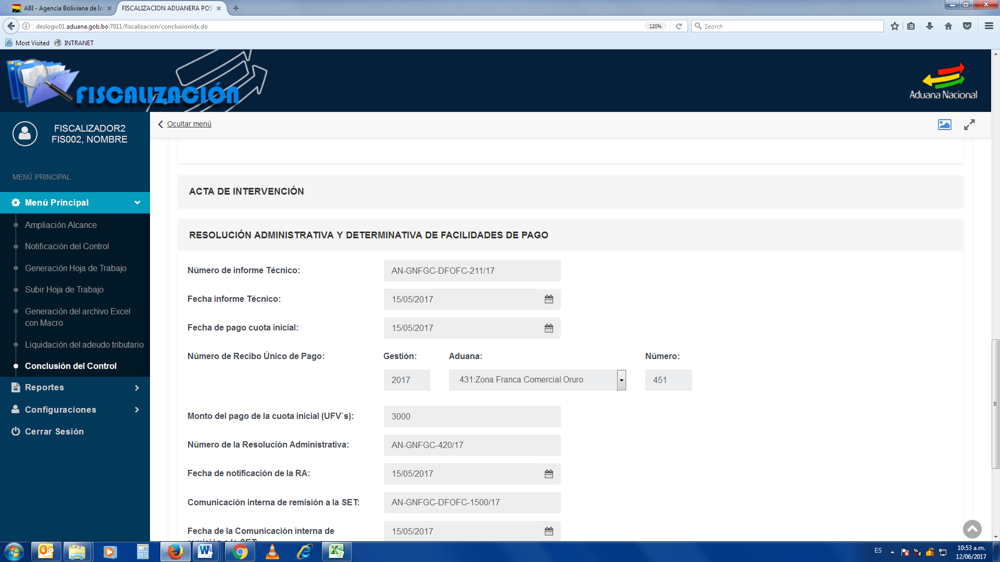 ABI - Agencia Boliviana de In
FISCALIZACION ADUANERA POS
deslogic01.aduana.gob.bo:7011/fiscalizacion/conclusionidx.do
120%
Search
Most Visited
INTRANET
FISCALIZACIÓN
Aduana Nacional
FISCALIZADOR2
FIS002, NOMBRE
Ocultar menú
MENÚ PRINCIPAL
Menú Principal
Ampliación Alcance
Notificación del Control
Generación Hoja de Trabajo
Subir Hoja de Trabajo
Generación del archivo Excel
con Macro
Liquidación del adeudo tributario
Conclusión del Control
Reportes
Configuraciones
Cerrar Sesión
ACTA DE INTERVENCIÓN
RESOLUCIÓN ADMINISTRATIVA Y DETERMINATIVA DE FACILIDADES DE PAGO
Número de informe Técnico: AN-GNFGC-DFOFC-211/17
Fecha informe Técnico: 15/05/2017
Fecha de pago cuota inicial: 15/05/2017
Número de Recibo Único de Pago: Gestión: Aduana: Número:
2017 431:Zona Franca Comercial Oruro 451
Monto del pago de la cuota inicial (UFV`s): 3000
Número de la Resolución Administrativa: AN-GNFGC-420/17
Fecha de notificación de la RA: 15/05/2017
Comunicación interna de remisión a la SET: AN-GNFGC-DFOFC-1500/17
Fecha de la Comunicación interna de 15/05/2017
remisión a la SET:
ES
10:53 a.m.
12/06/2017